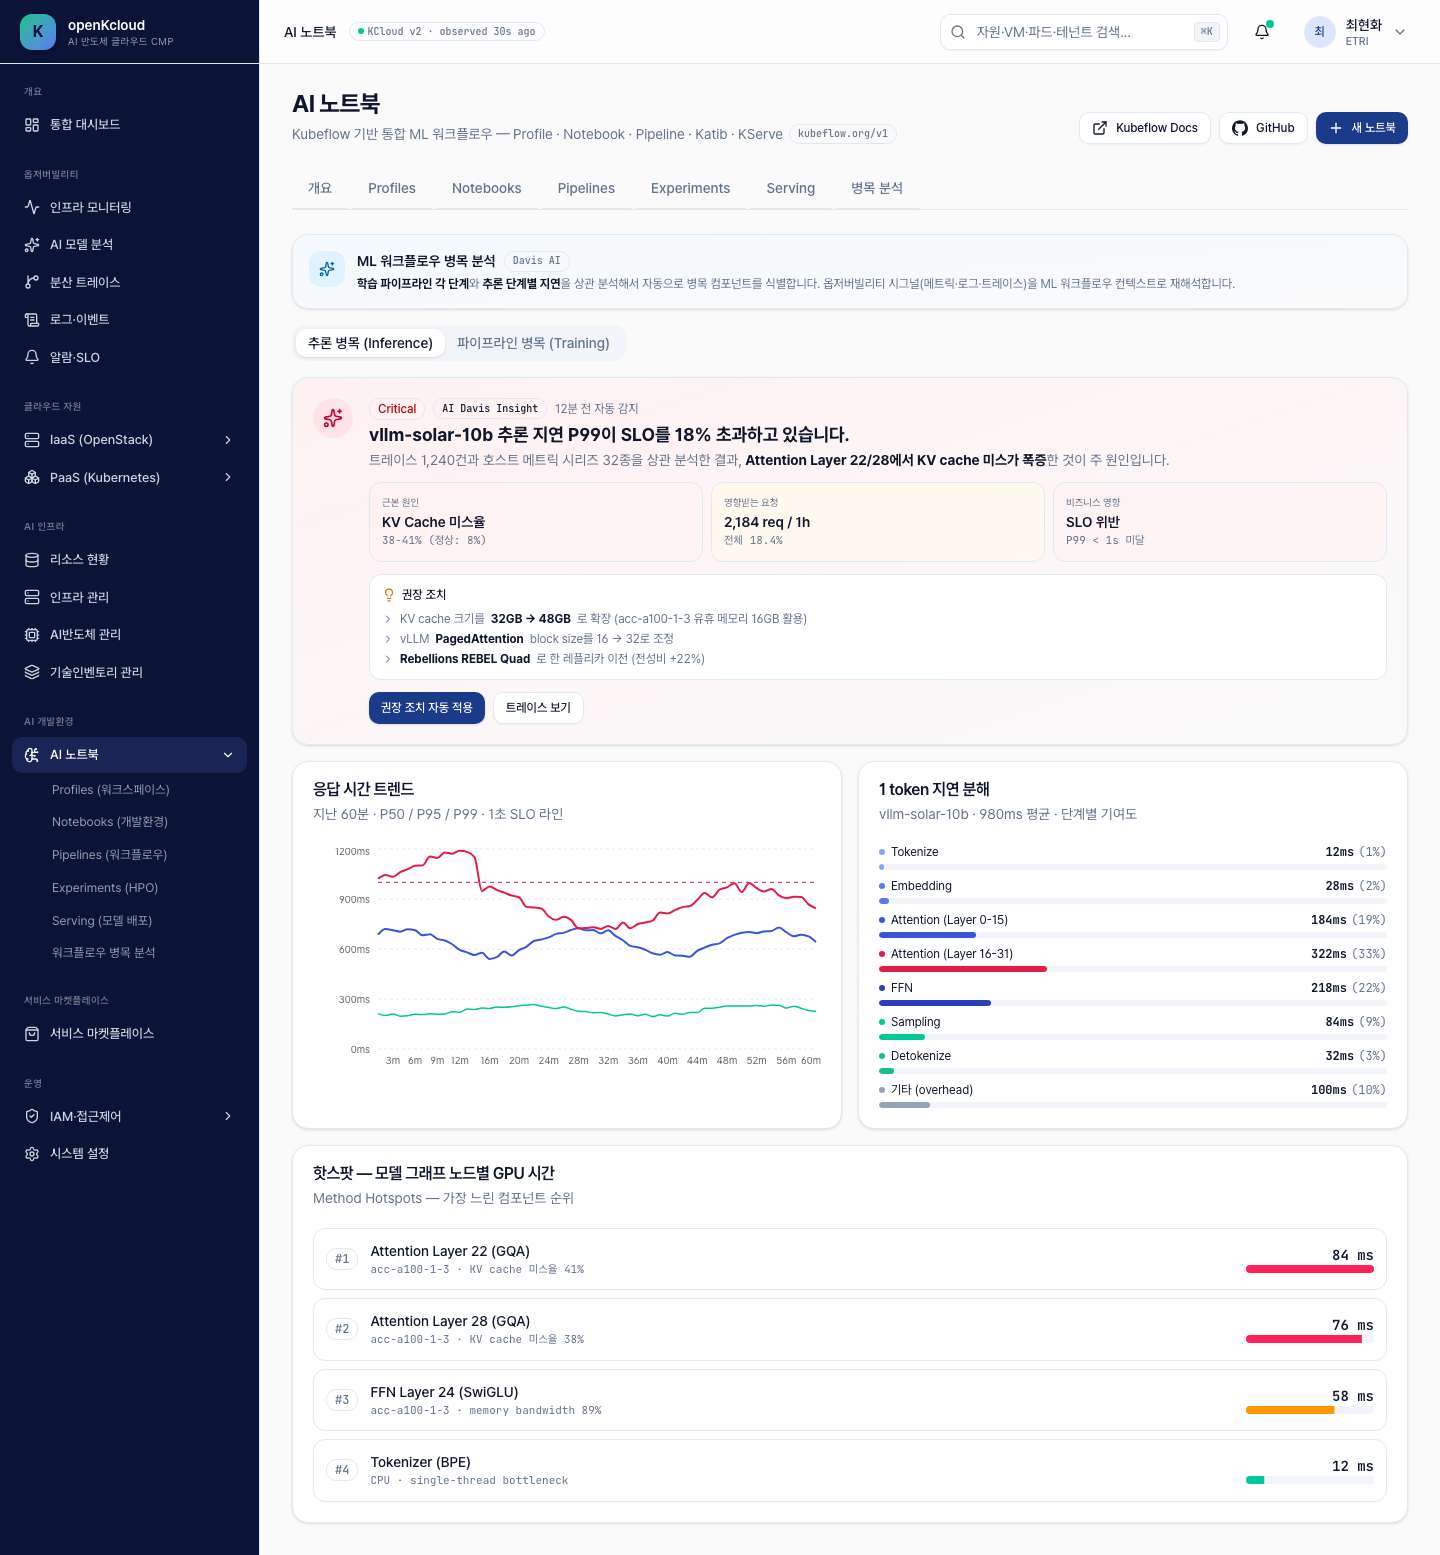 K
openKcloud
AI 반도체 클라우드 CMP
개요
통합 대시보드
옵저버빌리티
인프라 모니터링
AI 모델 분석
분산 트레이스
로그·이벤트
알람·SLO
클라우드 자원
IaaS (OpenStack)
PaaS (Kubernetes)
AI 인프라
리소스 현황
인프라 관리
AI반도체 관리
기술인벤토리 관리
AI 개발환경
AI 노트북
Profiles (워크스페이스)
Notebooks (개발환경)
Pipelines (워크플로우)
Experiments (HPO)
Serving (모델 배포)
워크플로우 병목 분석
서비스 마켓플레이스
서비스 마켓플레이스
운영
IAM·접근제어
시스템 설정
AI 노트북
KCloud v2 · observed 30s ago
자원·VM·파드·테넌트 검색...
⌘K
최
최현화
ETRI
AI 노트북
Kubeflow 기반 통합 ML 워크플로우 — Profile · Notebook · Pipeline · Katib · KServe kubeflow.org/v1
Kubeflow Docs
GitHub
새 노트북
개요 Profiles Notebooks Pipelines Experiments Serving 병목 분석
ML 워크플로우 병목 분석 Davis AI
학습 파이프라인 각 단계와 추론 단계별 지연을 상관 분석해서 자동으로 병목 컴포넌트를 식별합니다. 옵저버빌리티 시그널(메트릭·로그·트레이스)을 ML 워크플로우 컨텍스트로 재해석합니다.
추론 병목 (Inference) 파이프라인 병목 (Training)
Critical AI Davis Insight 12분 전 자동 감지
vllm-solar-10b 추론 지연 P99이 SLO를 18% 초과하고 있습니다.
트레이스 1,240건과 호스트 메트릭 시리즈 32종을 상관 분석한 결과, Attention Layer 22/28에서 KV cache 미스가 폭증한 것이 주 원인입니다.
근본 원인
KV Cache 미스율
38-41% (정상: 8%)
영향받는 요청
2,184 req / 1h
전체 18.4%
비즈니스 영향
SLO 위반
P99 < 1s 미달
권장 조치
KV cache 크기를 32GB → 48GB 로 확장 (acc-a100-1-3 유휴 메모리 16GB 활용)
vLLM PagedAttention block size를 16 → 32로 조정
Rebellions REBEL Quad 로 한 레플리카 이전 (전성비 +22%)
권장 조치 자동 적용
트레이스 보기
응답 시간 트렌드
지난 60분 · P50 / P95 / P99 · 1초 SLO 라인
1200ms
900ms
600ms
300ms
0ms
3m 6m 9m 12m 16m 20m 24m 28m 32m 36m 40m 44m 48m 52m 56m 60m
1 token 지연 분해
vllm-solar-10b · 980ms 평균 · 단계별 기여도
Tokenize 12ms (1%)
Embedding 28ms (2%)
Attention (Layer 0-15) 184ms (19%)
Attention (Layer 16-31) 322ms (33%)
FFN 218ms (22%)
Sampling 84ms (9%)
Detokenize 32ms (3%)
기타 (overhead) 100ms (10%)
핫스팟 — 모델 그래프 노드별 GPU 시간
Method Hotspots — 가장 느린 컴포넌트 순위
#1
Attention Layer 22 (GQA)
acc-a100-1-3 · KV cache 미스율 41%
84 ms
#2
Attention Layer 28 (GQA)
acc-a100-1-3 · KV cache 미스율 38%
76 ms
#3
FFN Layer 24 (SwiGLU)
acc-a100-1-3 · memory bandwidth 89%
58 ms
#4
Tokenizer (BPE)
CPU · single-thread bottleneck
12 ms